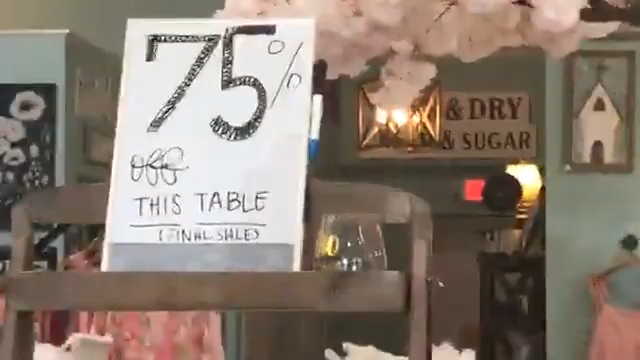 75%
OFF
THIS TABLE
(FINAL SALE)
& DRY
& SUGAR